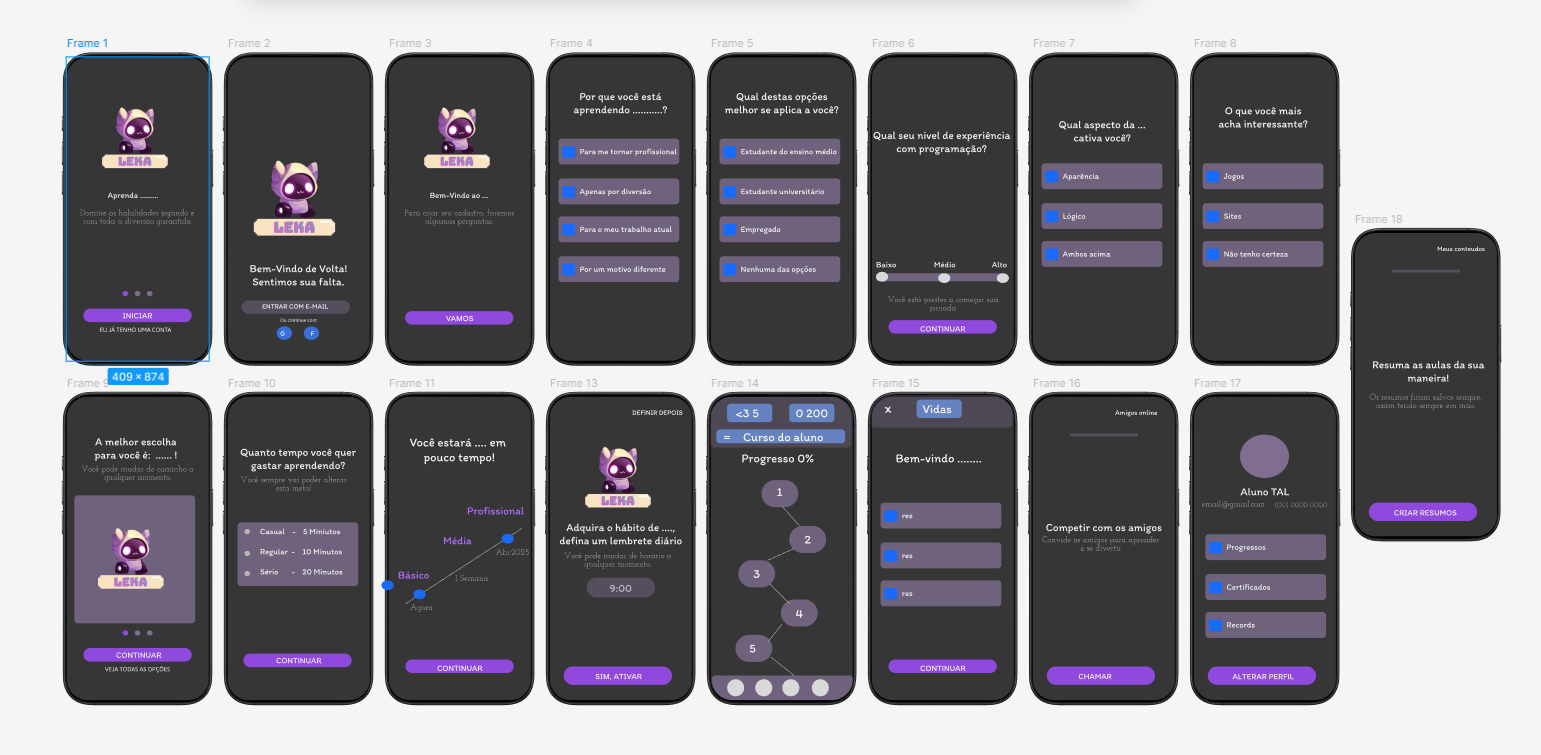 Frame 1
LEKA
Aprenda .........
Domine as habilidades jogando e
com toda a diversão garantida.
INICIAR
EU JÁ TENHO UMA CONTA
409 × 874
Frame 2
LEKA
Bem-Vindo de Volta!
Sentimos sua falta.
ENTRAR COM E-MAIL
Ou continue com:
G F
Frame 3
LEKA
Bem-Vindo ao ...
Para criar seu cadastro, faremos
algumas perguntas.
VAMOS
Frame 4
Por que você está
aprendendo ...........?
Para me tornar profissional
Apenas por diversão
Para o meu trabalho atual
Por um motivo diferente
Frame 5
Qual destas opções
melhor se aplica a você?
Estudante do ensino médio
Estudante universitário
Empregado
Nenhuma das opções
Frame 6
Qual seu nivel de experiência
com programação?
Baixo Médio Alto
Você está prestes a começar sua
jornada
CONTINUAR
Frame 7
Qual aspecto da ...
cativa você?
Aparência
Lógico
Ambos acima
Frame 8
O que você mais
acha interessante?
Jogos
Sites
Não tenho certeza
Frame 9
A melhor escolha
para você é: ...... !
Você pode mudar de caminho a
qualquer momento.
LEKA
CONTINUAR
VEJA TODAS AS OPÇÕES
Frame 10
Quanto tempo você quer
gastar aprendendo?
Você sempre vai poder alterar
esta meta!
Casual - 5 Miniutos
Regular - 10 Minutos
Sério - 20 Minutos
CONTINUAR
Frame 11
Você estará .... em
pouco tempo!
Profissional
Média
Abr.2025
Básico
1 Semana
Agora
CONTINUAR
Frame 13
DEFINIR DEPOIS
LEKA
Adquira o hábito de ....,
defina um lembrete diário
Você pode mudar de horário a
qualquer momento.
9:00
SIM, ATIVAR
Frame 14
<3 5 0 200
= Curso do aluno
Progresso 0%
1
2
3
4
5
Frame 15
x Vidas
Bem-vindo ........
res
res
res
CONTINUAR
Frame 16
Amigos online
Competir com os amigos
Convide os amigos para aprender
e se divertir
CHAMAR
Frame 17
Aluno TAL
email@gmail.com (00) 0000-0000
Progressos
Certificados
Records
ALTERAR PERFIL
Frame 18
Meus conteudos
Resuma as aulas da sua
maneira!
Os resumos ficam salvos sempre,
assim tendo sempre em mão.
CRIAR RESUMOS